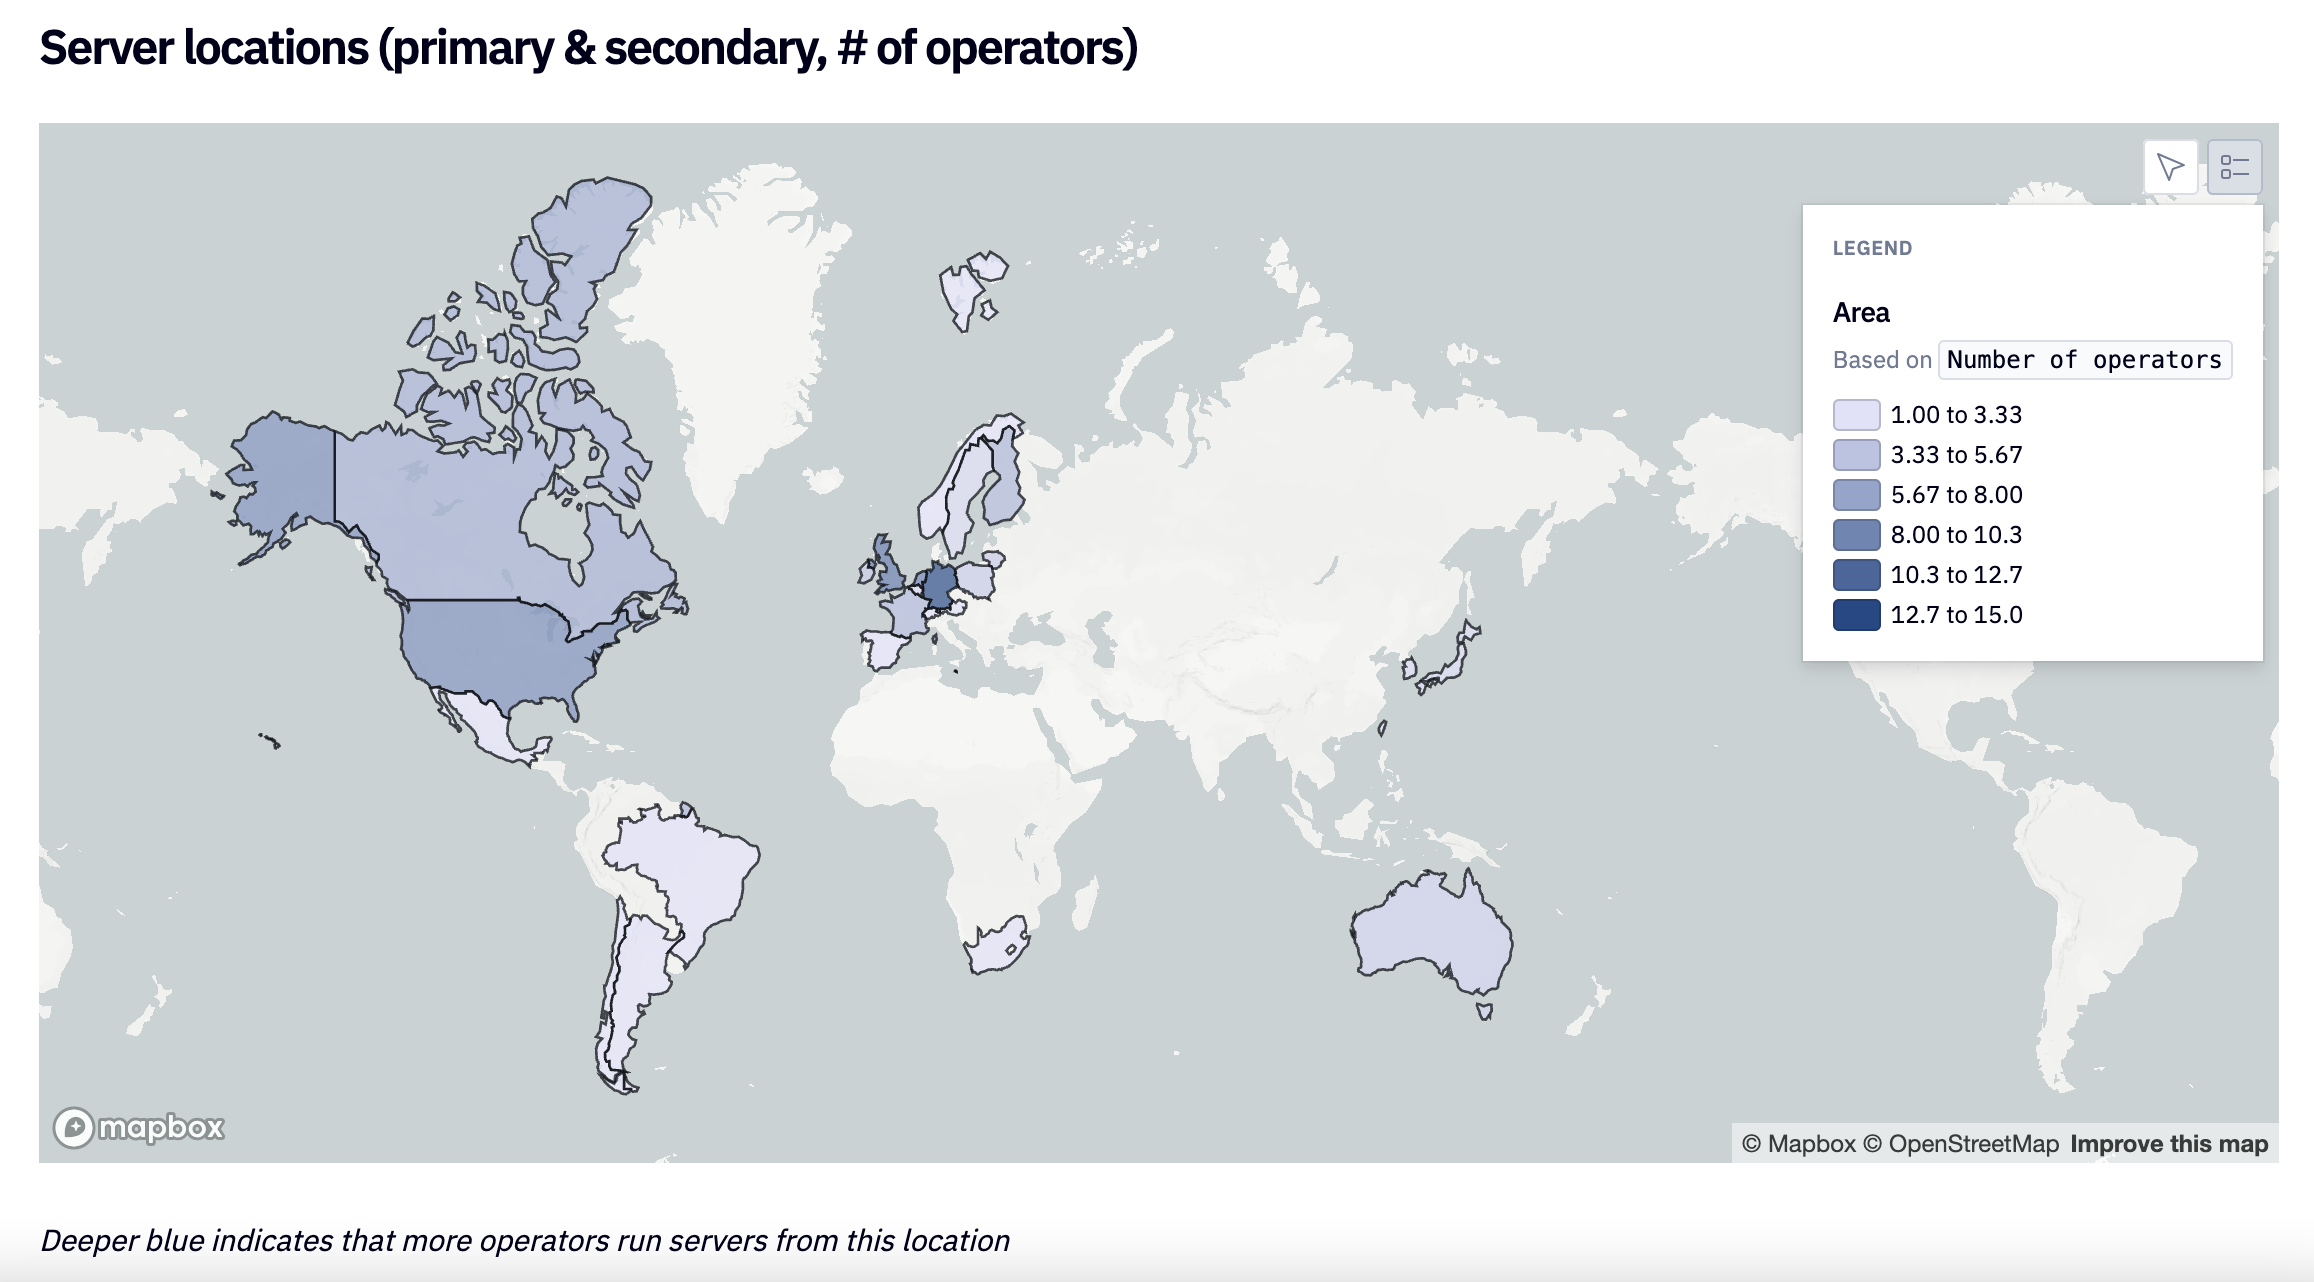 Server locations (primary & secondary, # of operators)
LEGEND
Area
Based on Number of operators
1.00 to 3.33
3.33 to 5.67
5.67 to 8.00
8.00 to 10.3
10.3 to 12.7
12.7 to 15.0
mapbox
© Mapbox © OpenStreetMap Improve this map
Deeper blue indicates that more operators run servers from this location